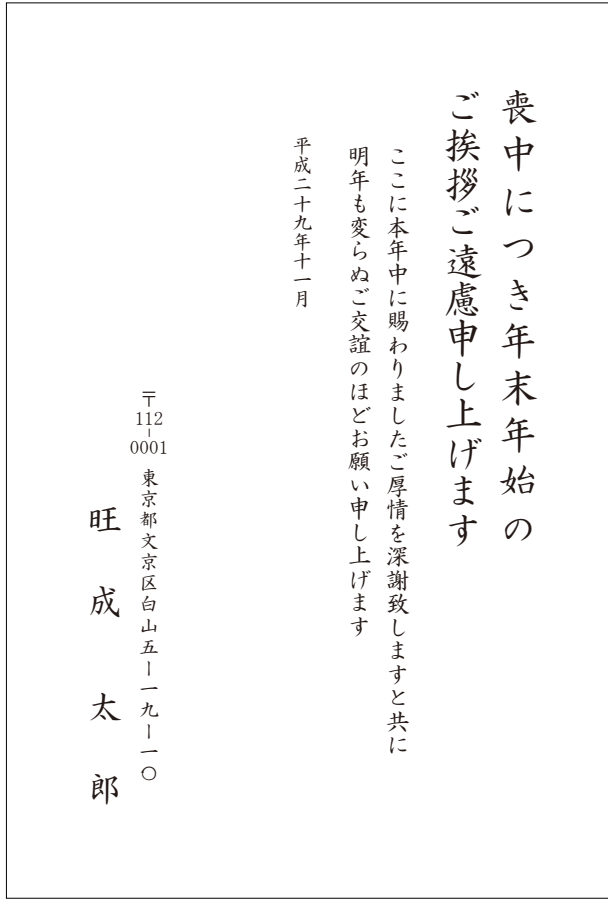 喪中につき年末年始の
ご挨拶ご遠慮申し上げます
ここに本年中に賜わりましたご厚情を深謝致しますと共に
明年も変らぬご交誼のほどお願い申し上げます
平成二十九年十一月
〒112-0001 東京都文京区白山五ー一九ー一〇
旺成太郎